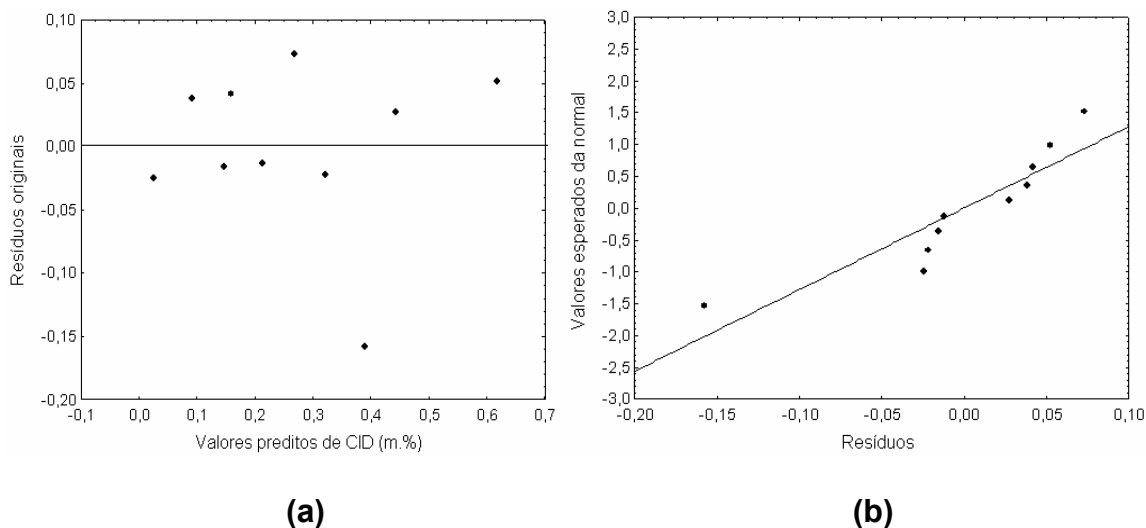 0,10
0,05
0,00
-0,05
-0,10
-0,15
-0,20
Resíduos originais
-0,1 0,0 0,1 0,2 0,3 0,4 0,5 0,6 0,7
Valores preditos de CID (m.%)
(a)
3,0
2,5
2,0
1,5
1,0
0,5
0,0
-0,5
-1,0
-1,5
-2,0
-2,5
-3,0
Valores esperados da normal
-0,20 -0,15 -0,10 -0,05 0,00 0,05 0,10
Resíduos
(b)